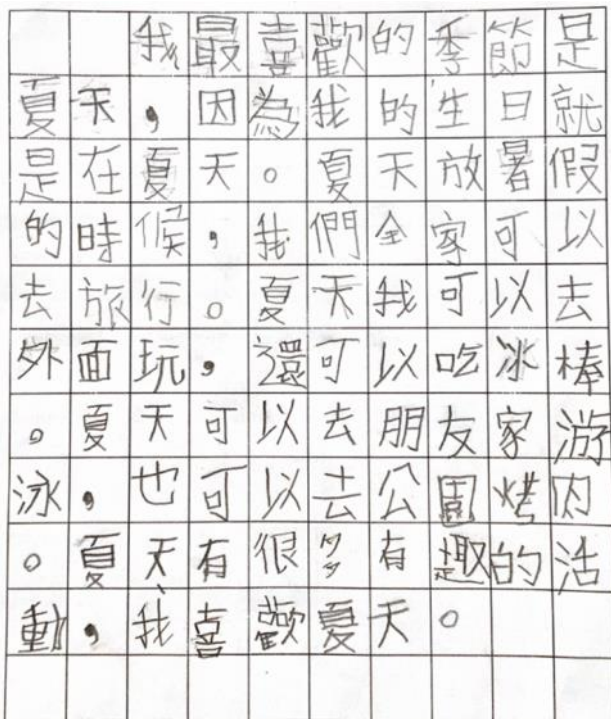 我最喜歡的季節是
夏天,因為我的生日就
是在夏天。夏天放暑假
的時候,我們全家可以
去旅行。夏天我可以去
外面玩,還可以吃冰棒
。夏天可以去朋友家游
泳,也可以去公園烤肉
。夏天有很多有趣的活
動,我喜歡夏天。